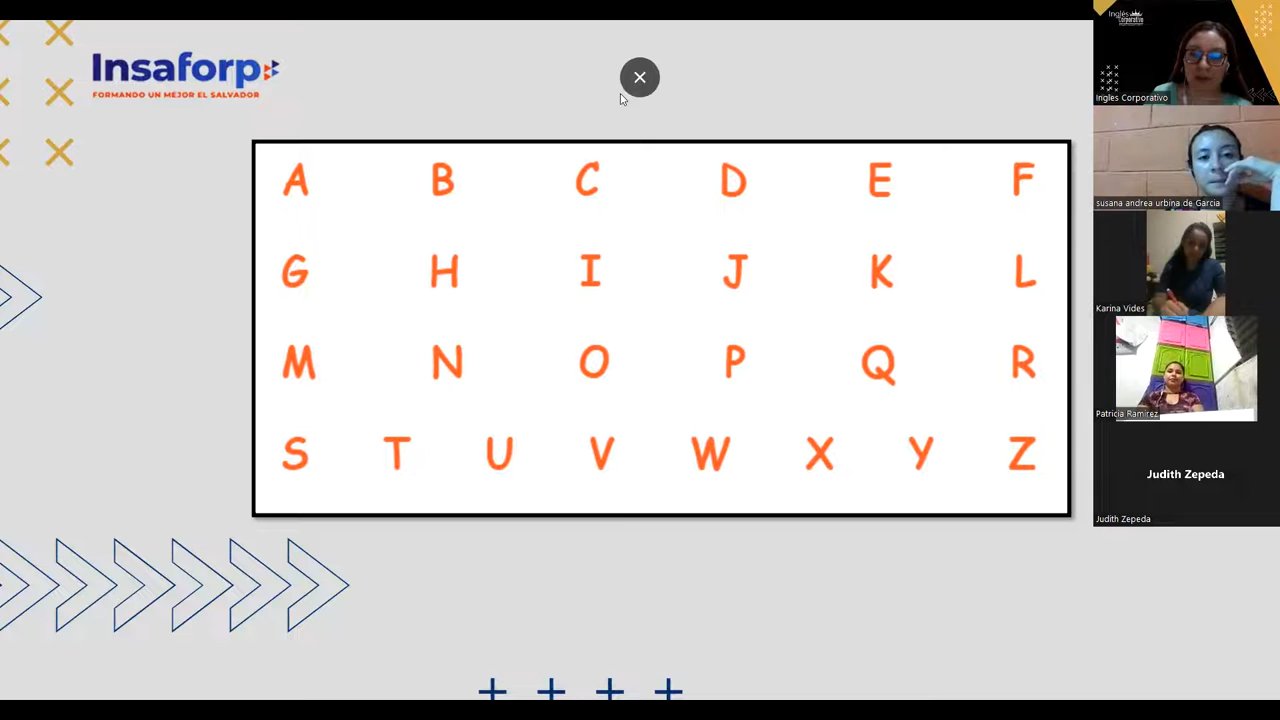 Insaforp
FORMANDO UN MEJOR EL SALVADOR
A B C D E F
G H I J K L
M N O P Q R
S T U V W X Y Z
Inglés
Corporativo
Ingles Corporativo
susana andrea urbina de Garcia
Karina Vides
Patricia Ramirez
Judith Zepeda
Judith Zepeda